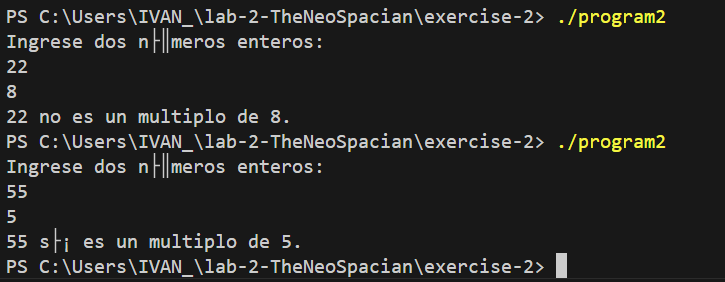 PS C:\Users\IVAN_\lab-2-TheNeoSpacian\exercise-2> ./program2
Ingrese dos n├║meros enteros:
22
8
22 no es un multiplo de 8.
PS C:\Users\IVAN_\lab-2-TheNeoSpacian\exercise-2> ./program2
Ingrese dos n├║meros enteros:
55
5
55 s├¡ es un multiplo de 5.
PS C:\Users\IVAN_\lab-2-TheNeoSpacian\exercise-2>